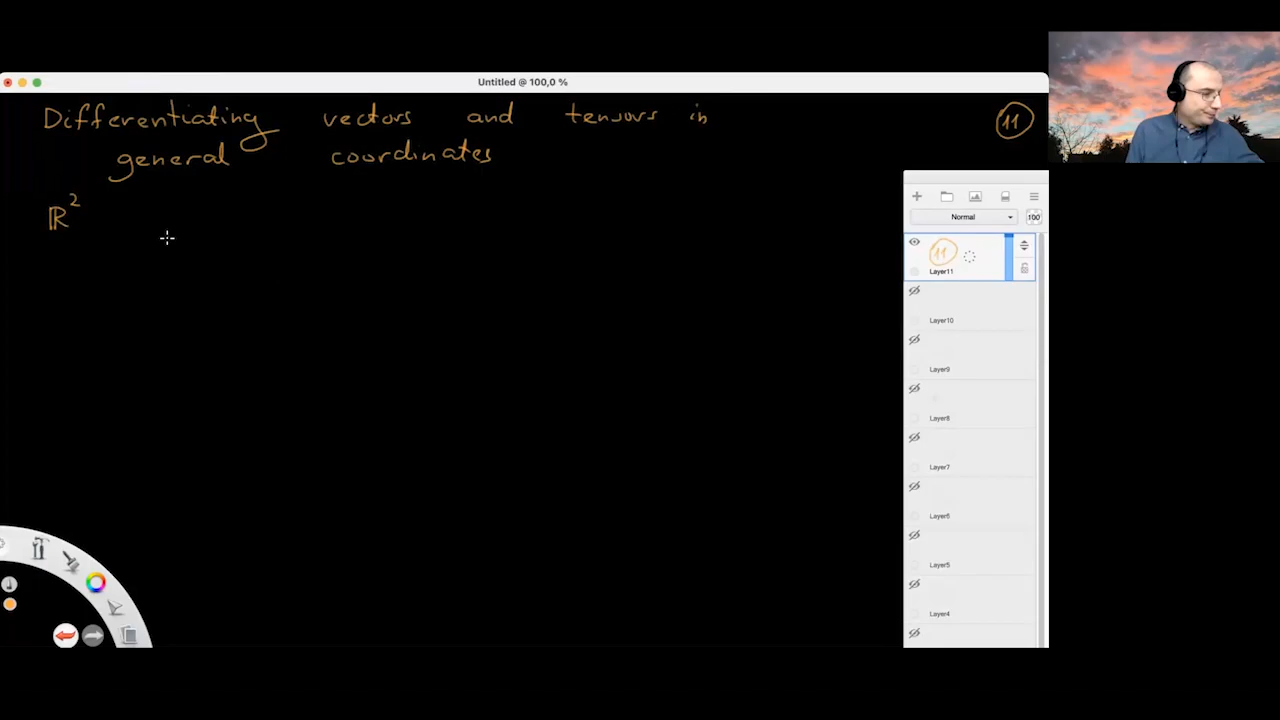 Untitled @ 100,0 %
Differentiating vectors and tensors in
general coordinates
11
ℝ²
Normal
100
11
Layer11
Layer10
Layer9
Layer8
Layer7
Layer6
Layer5
Layer4